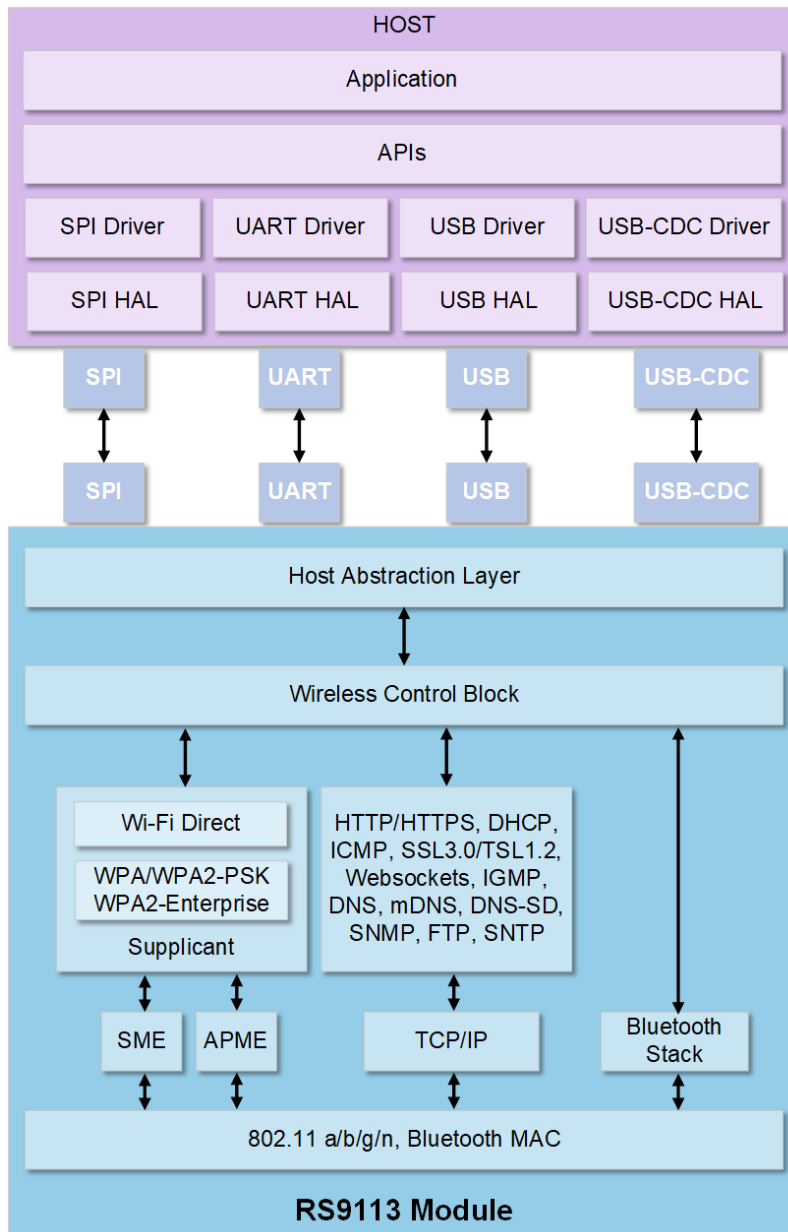 HOST
Application
APIs
SPI Driver
UART Driver
USB Driver
USB-CDC Driver
SPI HAL
UART HAL
USB HAL
USB-CDC HAL
SPI
UART
USB
USB-CDC
SPI
UART
USB
USB-CDC
Host Abstraction Layer
Wireless Control Block
Wi-Fi Direct
WPA/WPA2-PSK
WPA2-Enterprise
Supplicant
HTTP/HTTPS, DHCP,
ICMP, SSL3.0/TSL1.2,
Websockets, IGMP,
DNS, mDNS, DNS-SD,
SNMP, FTP, SNTP
SME
APME
TCP/IP
Bluetooth
Stack
802.11 a/b/g/n, Bluetooth MAC
RS9113 Module